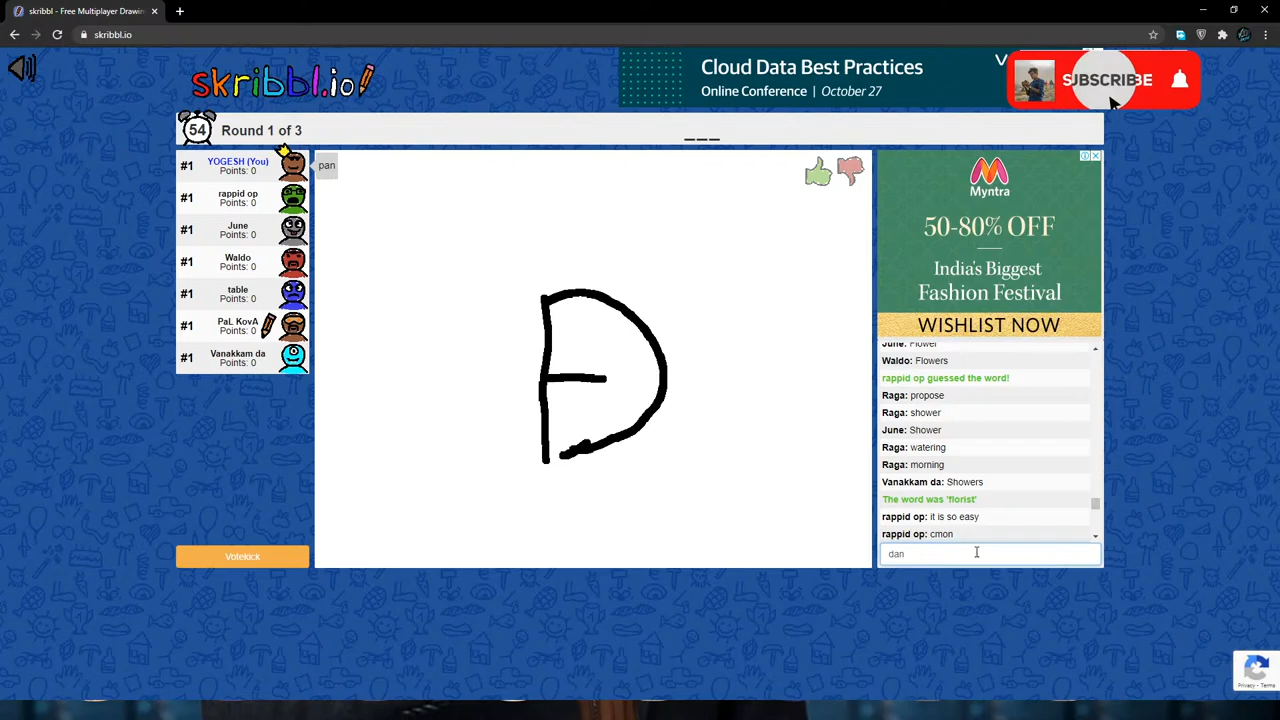 skribbl - Free Multiplayer Drawin
skribbl.io
skribbl.io
Cloud Data Best Practices
Online Conference | October 27
SUBSCRIBE
54
Round 1 of 3
___
#1 YOGESH (You)
Points: 0
#1 rappid op
Points: 0
#1 June
Points: 0
#1 Waldo
Points: 0
#1 table
Points: 0
#1 PaL KovA
Points: 0
#1 Vanakkam da
Points: 0
Votekick
pan
Myntra
50-80% OFF
India's Biggest
Fashion Festival
WISHLIST NOW
June: Flower
Waldo: Flowers
rappid op guessed the word!
Raga: propose
Raga: shower
June: Shower
Raga: watering
Raga: morning
Vanakkam da: Showers
The word was 'florist'
rappid op: it is so easy
rappid op: cmon
dan
Privacy - Terms